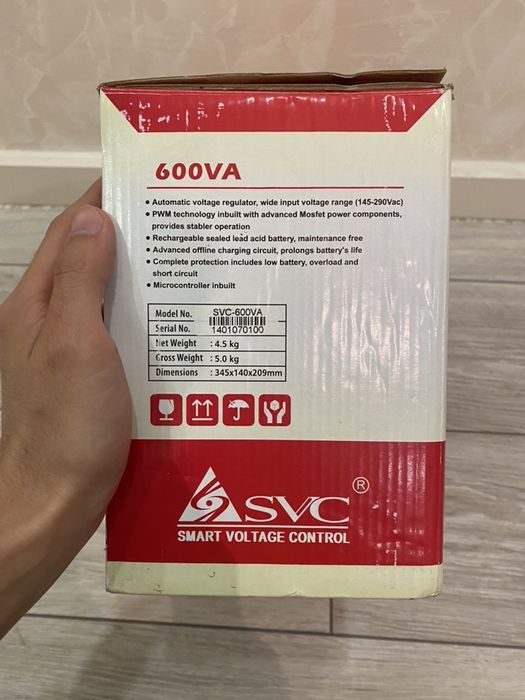 600VA
• Automatic voltage regulator, wide input voltage range (145-290Vac)
• PWM technology inbuilt with advanced Mosfet power components,
provides stabler operation
• Rechargeable sealed lead acid battery, maintenance free
• Advanced offline charging circuit, prolongs battery's life
• Complete protection includes low battery, overload and
short circuit
• Microcontroller inbuilt
Model No. SVC-600VA
Serial No. 1401070100
Net Weight : 4.5 kg
Gross Weight : 5.0 kg
Dimensions : 345x140x209mm
SVC ®
SMART VOLTAGE CONTROL